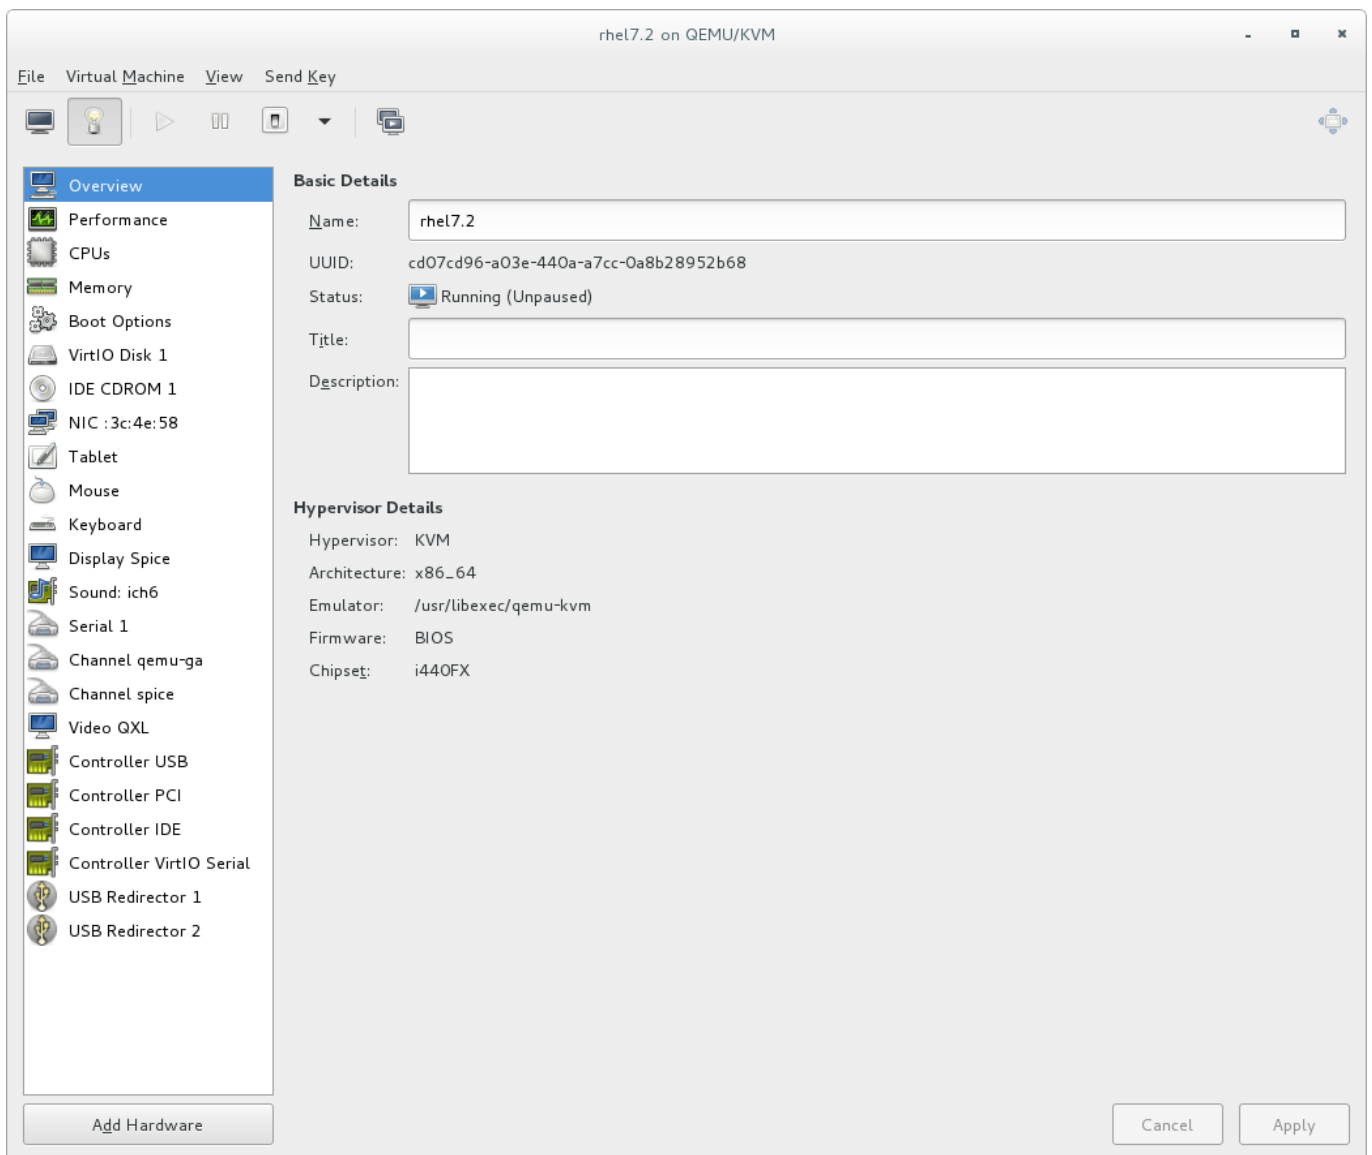 rhel7.2 on QEMU/KVM
File Virtual Machine View Send Key
Overview
Performance
CPUs
Memory
Boot Options
VirtIO Disk 1
IDE CDROM 1
NIC :3c:4e:58
Tablet
Mouse
Keyboard
Display Spice
Sound: ich6
Serial 1
Channel qemu-ga
Channel spice
Video QXL
Controller USB
Controller PCI
Controller IDE
Controller VirtIO Serial
USB Redirector 1
USB Redirector 2
Add Hardware
Basic Details
Name: rhel7.2
UUID: cd07cd96-a03e-440a-a7cc-0a8b28952b68
Status: Running (Unpaused)
Title:
Description:
Hypervisor Details
Hypervisor: KVM
Architecture: x86_64
Emulator: /usr/libexec/qemu-kvm
Firmware: BIOS
Chipset: i440FX
Cancel Apply